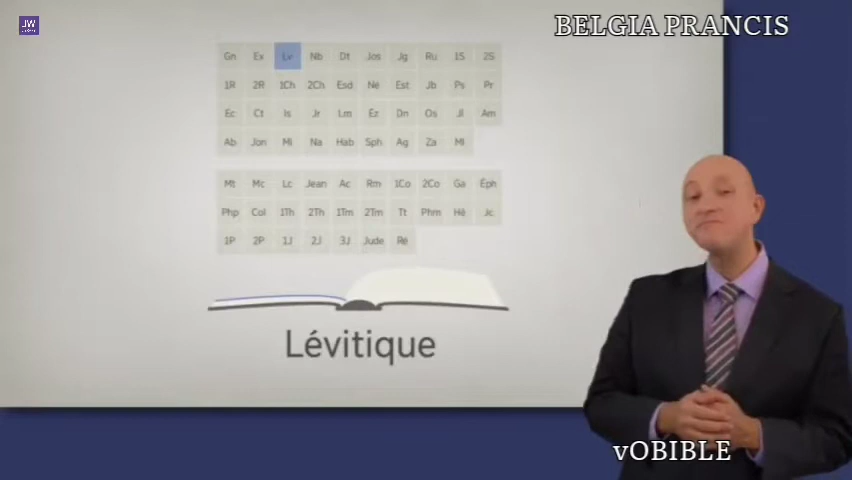 JW
BELGIA PRANCIS
Gn Ex Lv Nb Dt Jos Jg Ru 1S 2S
1R 2R 1Ch 2Ch Esd Né Est Jb Ps Pr
Ec Ct Is Jr Lm Ez Dn Os Jl Am
Ab Jon Mi Na Hab Sph Ag Za Ml
Mt Mc Lc Jean Ac Rm 1Co 2Co Ga Éph
Php Col 1Th 2Th 1Tm 2Tm Tt Phm Hé Jc
1P 2P 1J 2J 3J Jude Ré
Lévitique
vOBIBLE